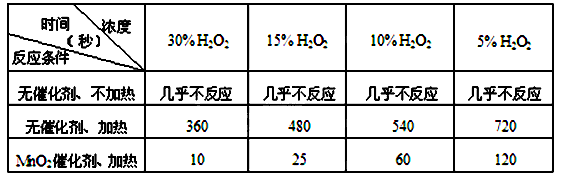 时间（秒） 浓度 反应条件 30% H₂O₂ 15% H₂O₂ 10% H₂O₂ 5% H₂O₂
无催化剂、不加热 几乎不反应 几乎不反应 几乎不反应 几乎不反应
无催化剂、加热 360 480 540 720
MnO₂催化剂、加热 10 25 60 120